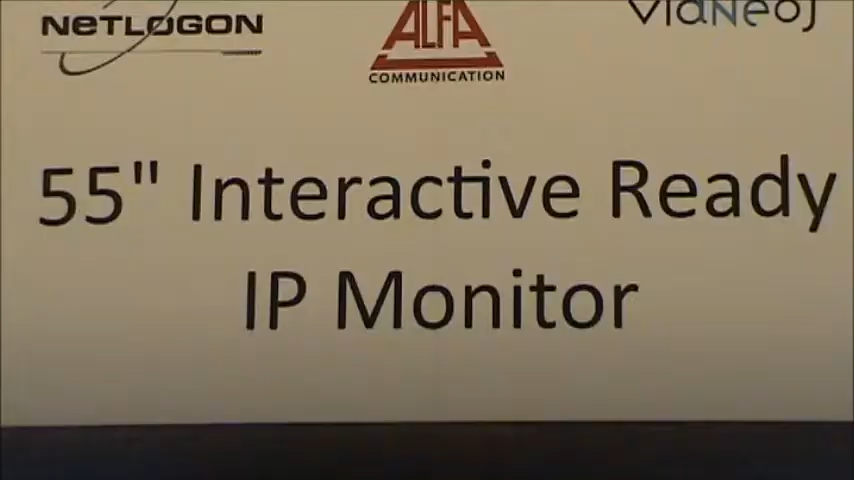 NETLOGON
ALFA
COMMUNICATION
55" Interactive Ready
IP Monitor